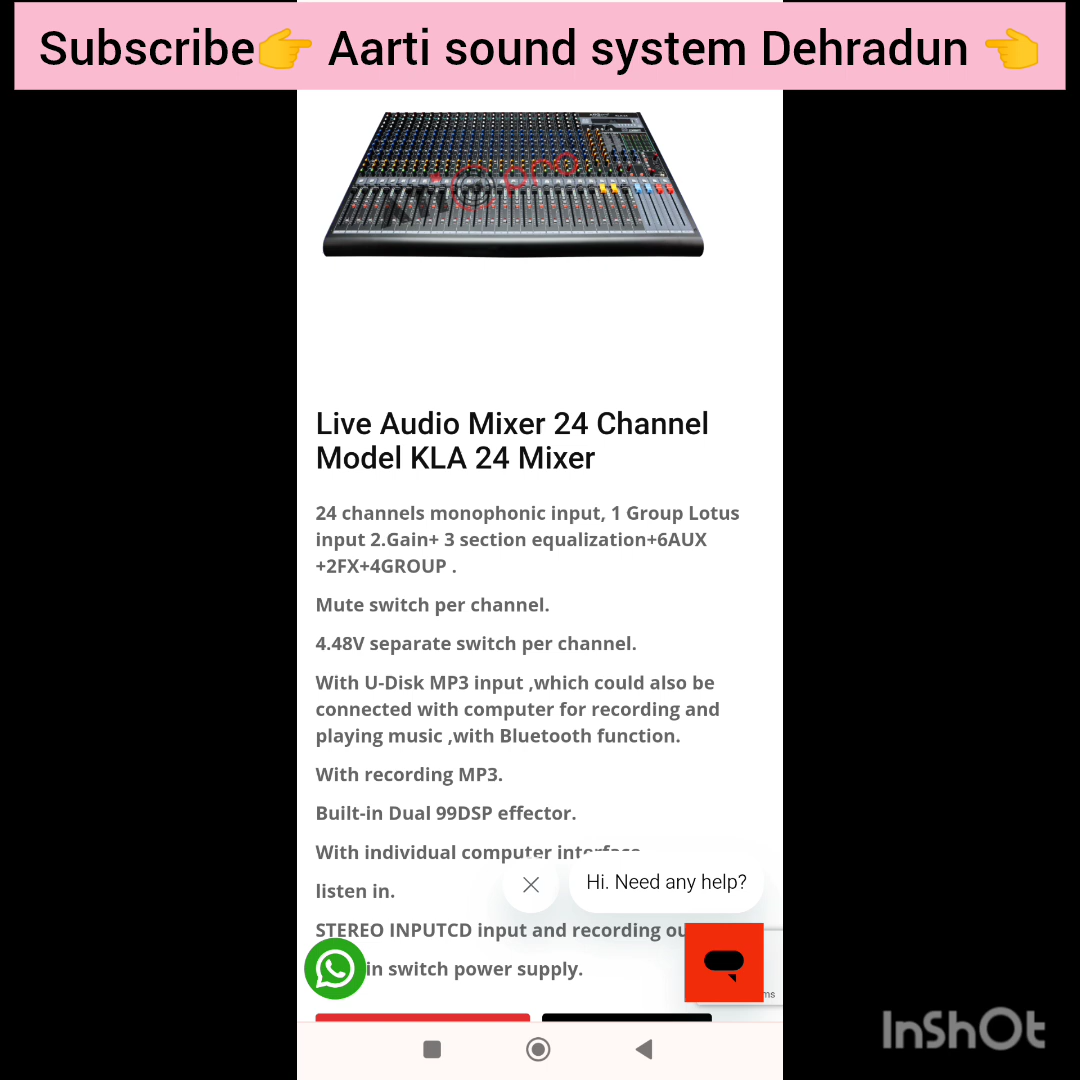 Subscribe👉 Aarti sound system Dehradun 👈
Live Audio Mixer 24 Channel
Model KLA 24 Mixer
24 channels monophonic input, 1 Group Lotus
input 2.Gain+ 3 section equalization+6AUX
+2FX+4GROUP .
Mute switch per channel.
4.48V separate switch per channel.
With U-Disk MP3 input ,which could also be
connected with computer for recording and
playing music ,with Bluetooth function.
With recording MP3.
Built-in Dual 99DSP effector.
With individual computer interface
Hi. Need any help?
listen in.
STEREO INPUTCD input and recording
in switch power supply.
InShOt